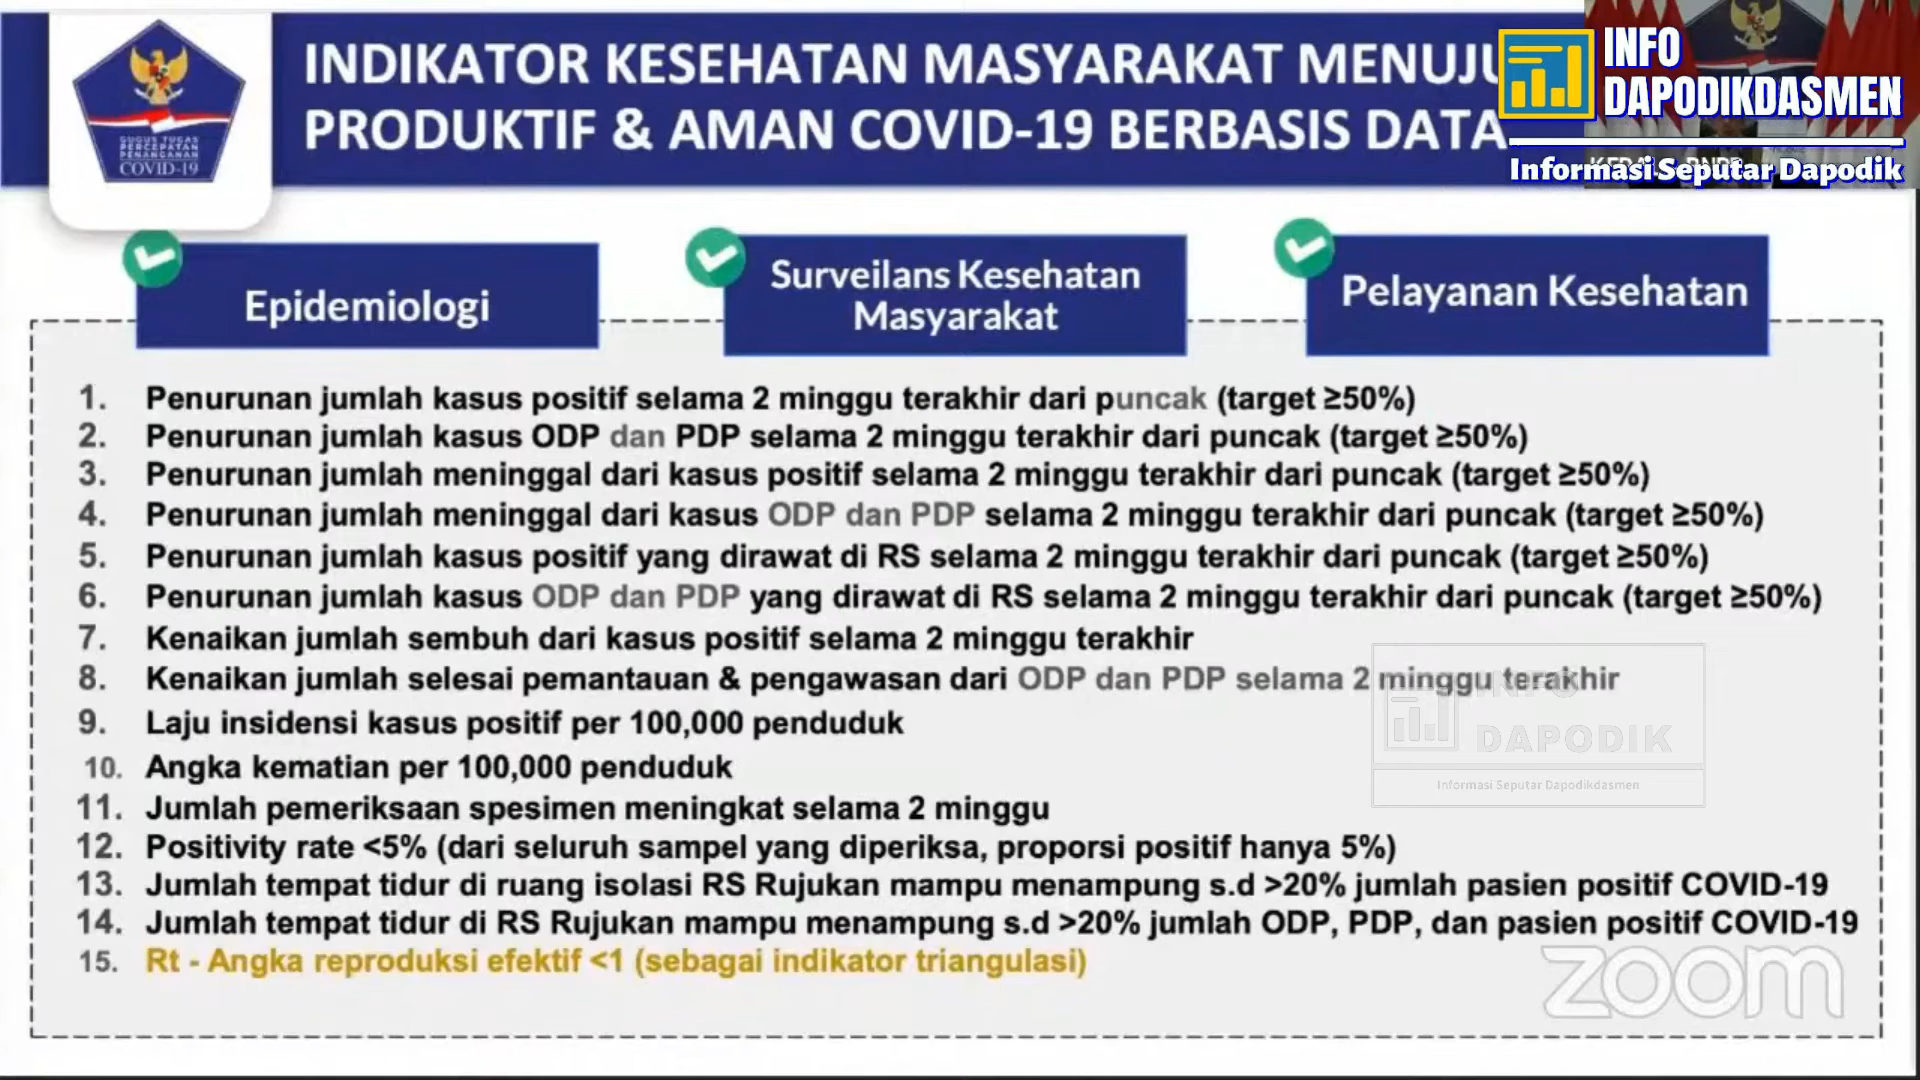 INDIKATOR KESEHATAN MASYARAKAT MENUJU
PRODUKTIF & AMAN COVID-19 BERBASIS DATA
GUGUS TUGAS
PERCEPATAN
PENANGANAN
COVID-19
INFO
DAPODIKDASMEN
Informasi Seputar Dapodik
Epidemiologi
Surveilans Kesehatan
Masyarakat
Pelayanan Kesehatan
1. Penurunan jumlah kasus positif selama 2 minggu terakhir dari puncak (target ≥50%)
2. Penurunan jumlah kasus ODP dan PDP selama 2 minggu terakhir dari puncak (target ≥50%)
3. Penurunan jumlah meninggal dari kasus positif selama 2 minggu terakhir dari puncak (target ≥50%)
4. Penurunan jumlah meninggal dari kasus ODP dan PDP selama 2 minggu terakhir dari puncak (target ≥50%)
5. Penurunan jumlah kasus positif yang dirawat di RS selama 2 minggu terakhir dari puncak (target ≥50%)
6. Penurunan jumlah kasus ODP dan PDP yang dirawat di RS selama 2 minggu terakhir dari puncak (target ≥50%)
7. Kenaikan jumlah sembuh dari kasus positif selama 2 minggu terakhir
8. Kenaikan jumlah selesai pemantauan & pengawasan dari ODP dan PDP selama 2 minggu terakhir
9. Laju insidensi kasus positif per 100,000 penduduk
10. Angka kematian per 100,000 penduduk
11. Jumlah pemeriksaan spesimen meningkat selama 2 minggu
12. Positivity rate <5% (dari seluruh sampel yang diperiksa, proporsi positif hanya 5%)
13. Jumlah tempat tidur di ruang isolasi RS Rujukan mampu menampung s.d >20% jumlah pasien positif COVID-19
14. Jumlah tempat tidur di RS Rujukan mampu menampung s.d >20% jumlah ODP, PDP, dan pasien positif COVID-19
15. Rt - Angka reproduksi efektif <1 (sebagai indikator triangulasi)
INFO
DAPODIK
Informasi Seputar Dapodikdasmen
zoom